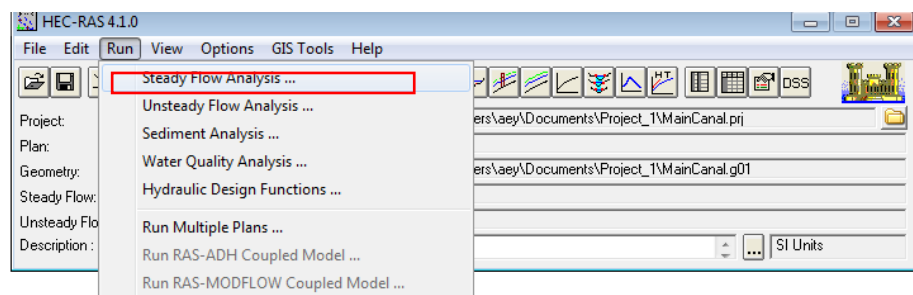 HEC-RAS 4.1.0
File Edit Run View Options GIS Tools Help
Steady Flow Analysis ...
DSS
Unsteady Flow Analysis ...
Project: ers\aey\Documents\Project_1\MainCanal.prj
Sediment Analysis ...
Plan:
Water Quality Analysis ...
Geometry: ers\aey\Documents\Project_1\MainCanal.g01
Hydraulic Design Functions ...
Steady Flow:
Unsteady Flo
Run Multiple Plans ...
Description : ... SI Units
Run RAS-ADH Coupled Model ...
Run RAS-MODFLOW Coupled Model ...